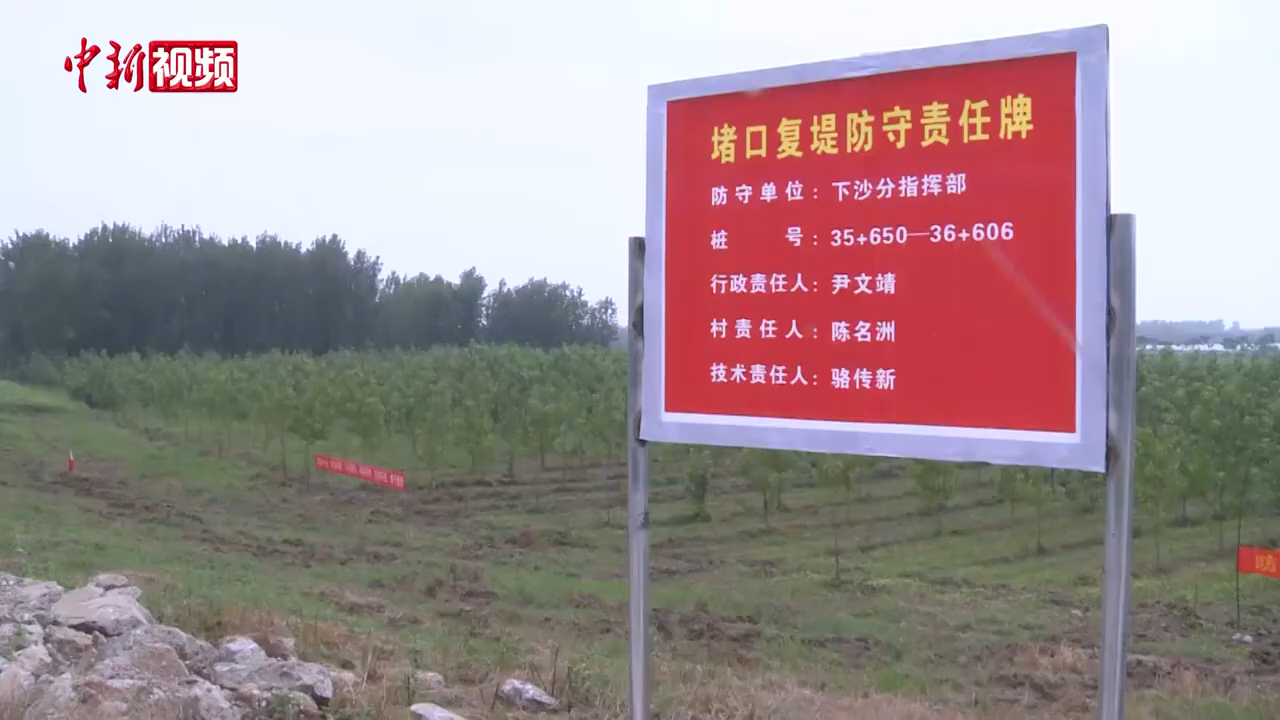 中新视频
堵口复堤防守责任牌
防守单位：下沙分指挥部
桩 号：35+650—36+606
行政责任人：尹文靖
村责任人：陈名洲
技术责任人：骆传新
防